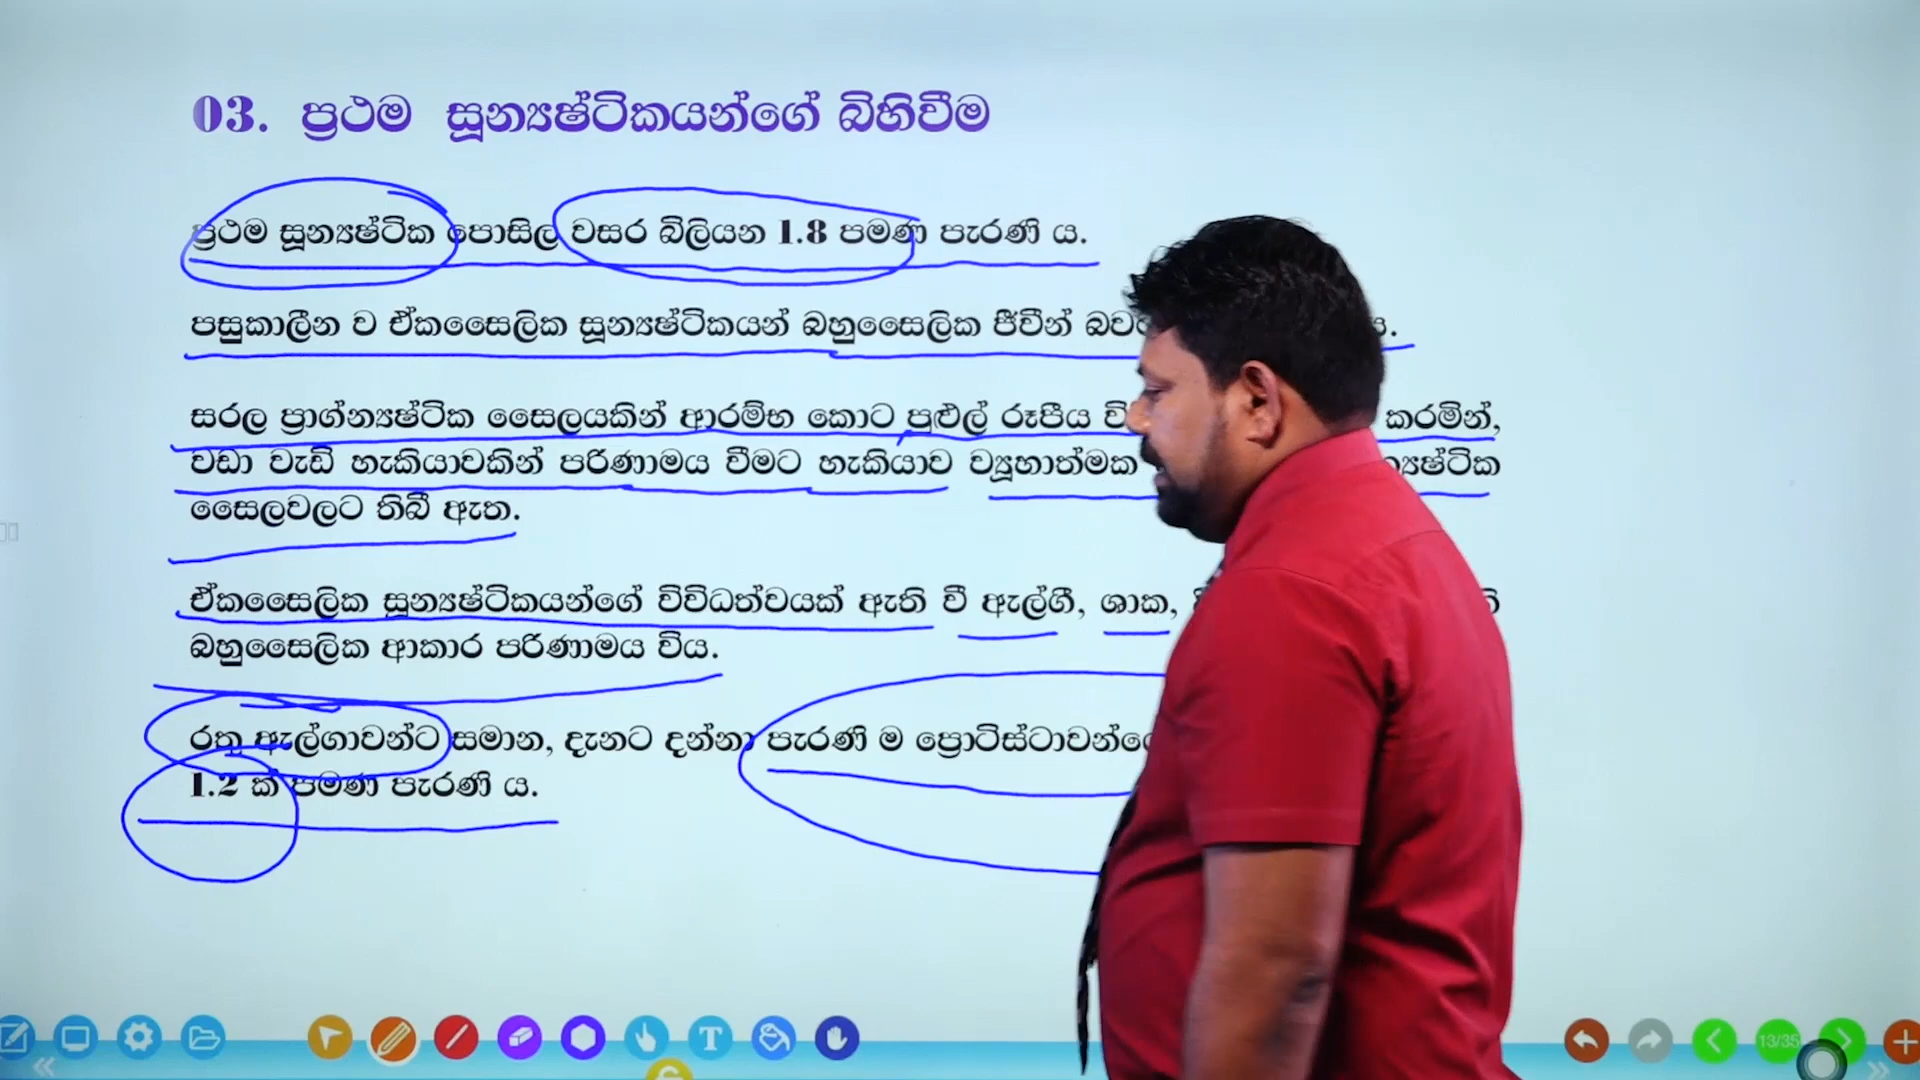 03. ප්‍රථම සූන්‍යෂ්ටිකයන්ගේ බිහිවීම
ප්‍රථම සූන්‍යෂ්ටික පොසිල වසර බිලියන 1.8 පමණ පැරණි ය.
පසුකාලීන ව ඒකසෛලික සූන්‍යෂ්ටිකයන් බහුසෛලික ජීවීන් ය.
සරල ප්‍රාග්න්‍යෂ්ටික සෛලයකින් ආරම්භ කොට පුළුල් රූපීය කරමින්,
වඩා වැඩි හැකියාවකින් පරිණාමය වීමට හැකියාව ව්‍යූහාත්මක
සෛලවලට තිබී ඇත.
ඒකසෛලික සූන්‍යෂ්ටිකයන්ගේ විවිධත්වයක් ඇති වී ඇල්ගී, ශාක,
බහුසෛලික ආකාර පරිණාමය විය.
රතු ඇල්ගාවන්ට සමාන, දැනට දන්නා පැරණි ම ප්‍රොටිස්ටාවන්ගේ
1.2 ක් පමණ පැරණි ය.
T
13/35